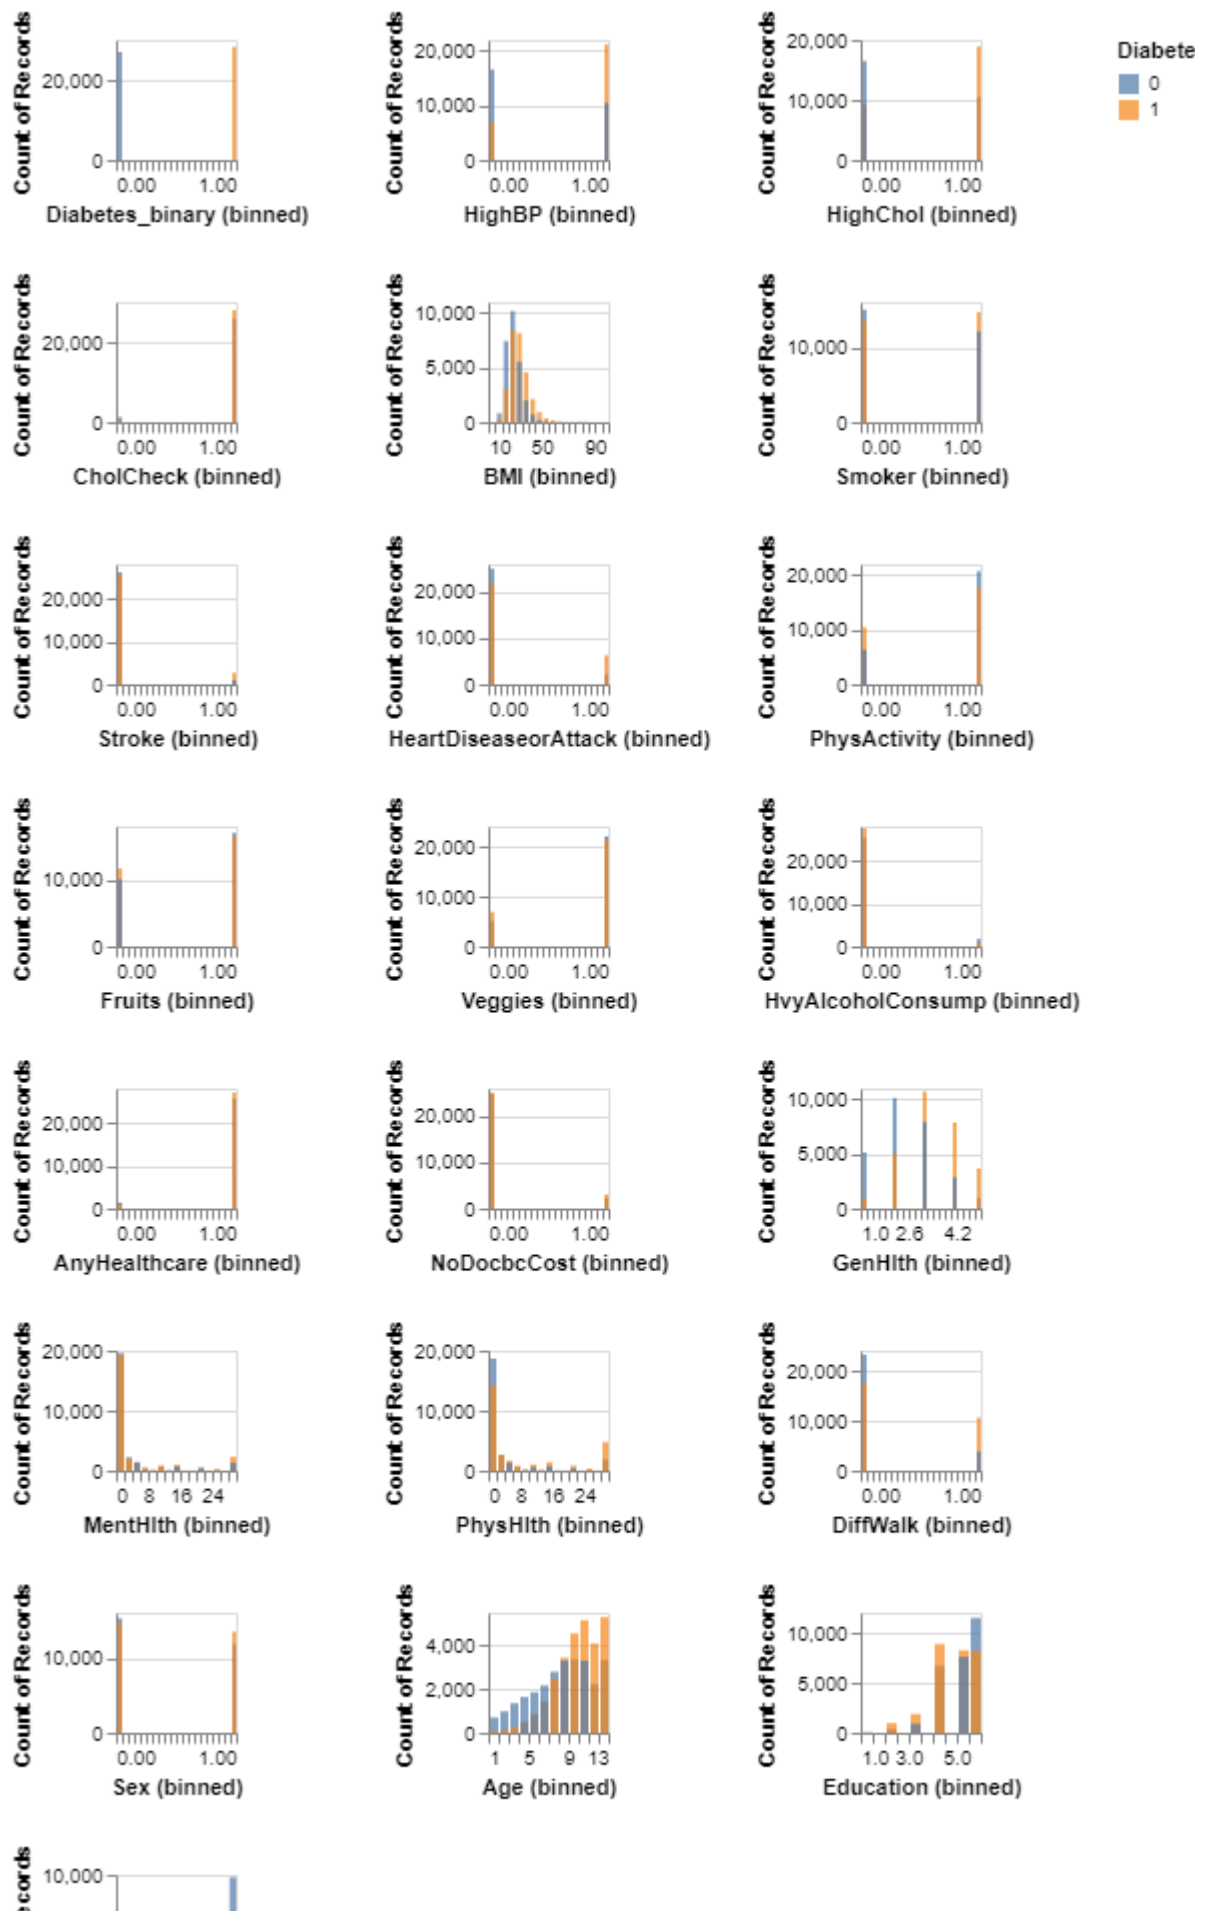 Count of Records
20,000
0
0.00 1.00
Diabetes_binary (binned)
Count of Records
20,000
10,000
0
0.00 1.00
HighBP (binned)
Count of Records
20,000
10,000
0
0.00 1.00
HighChol (binned)
Diabete
0
1
Count of Records
20,000
0
0.00 1.00
CholCheck (binned)
Count of Records
10,000
5,000
0
10 50 90
BMI (binned)
Count of Records
10,000
0
0.00 1.00
Smoker (binned)
Count of Records
20,000
10,000
0
0.00 1.00
Stroke (binned)
Count of Records
20,000
10,000
0
0.00 1.00
HeartDiseaseorAttack (binned)
Count of Records
20,000
10,000
0
0.00 1.00
PhysActivity (binned)
Count of Records
10,000
0
0.00 1.00
Fruits (binned)
Count of Records
20,000
10,000
0
0.00 1.00
Veggies (binned)
Count of Records
20,000
10,000
0
0.00 1.00
HvyAlcoholConsump (binned)
Count of Records
20,000
10,000
0
0.00 1.00
AnyHealthcare (binned)
Count of Records
20,000
10,000
0
0.00 1.00
NoDocbcCost (binned)
Count of Records
10,000
5,000
0
1.0 2.6 4.2
GenHlth (binned)
Count of Records
20,000
10,000
0
0 8 16 24
MentHlth (binned)
Count of Records
20,000
10,000
0
0 8 16 24
PhysHlth (binned)
Count of Records
20,000
10,000
0
0.00 1.00
DiffWalk (binned)
Count of Records
10,000
0
0.00 1.00
Sex (binned)
Count of Records
4,000
2,000
0
1 5 9 13
Age (binned)
Count of Records
10,000
5,000
0
1.0 3.0 5.0
Education (binned)
ecords
10,000